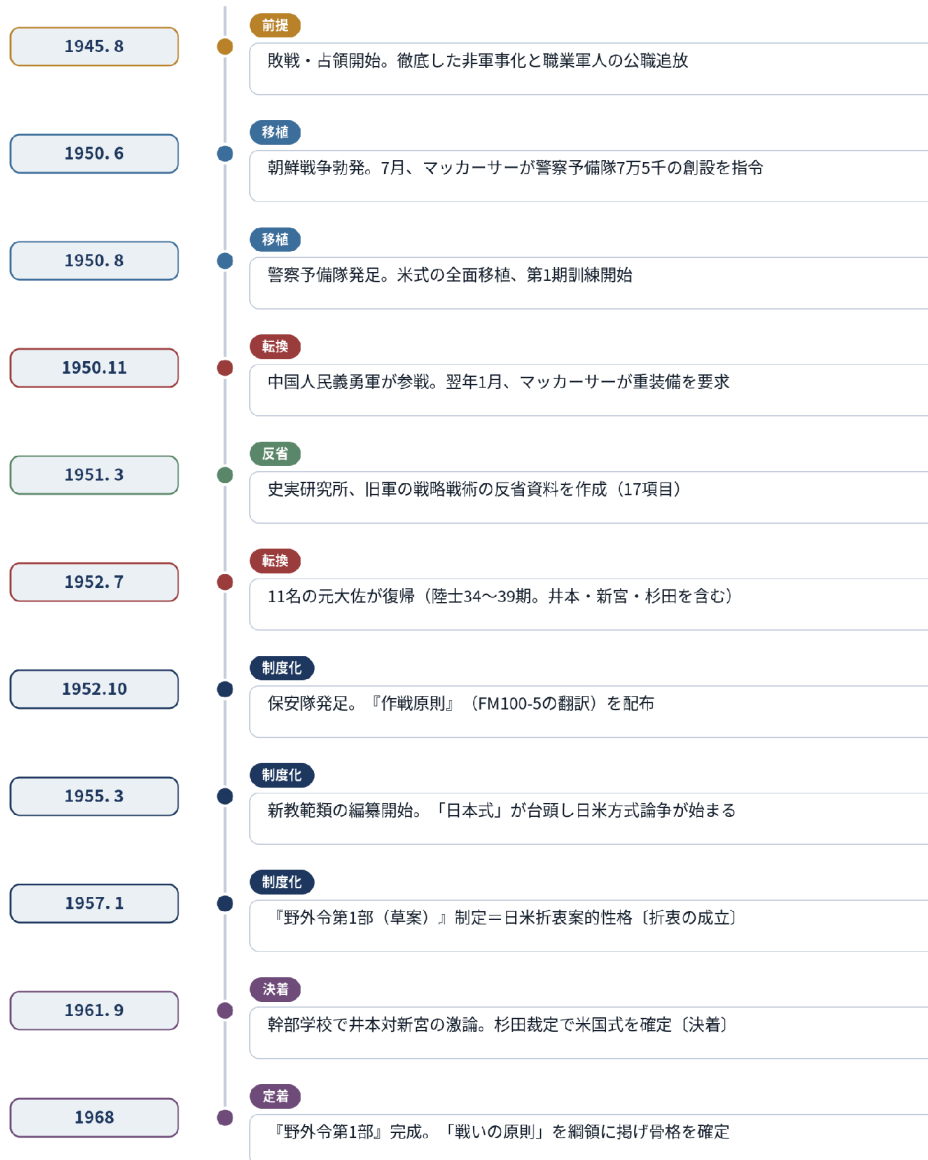 前提
1945. 8
敗戦・占領開始。徹底した非軍事化と職業軍人の公職追放
移植
1950. 6
朝鮮戦争勃発。7月、マッカーサーが警察予備隊7万5千の創設を指令
移植
1950. 8
警察予備隊発足。米式の全面移植、第1期訓練開始
転換
1950.11
中国人民義勇軍が参戦。翌年1月、マッカーサーが重装備を要求
反省
1951. 3
史実研究所、旧軍の戦略戦術の反省資料を作成（17項目）
転換
1952. 7
11名の元大佐が復帰（陸士34～39期。井本・新宮・杉田を含む）
制度化
1952.10
保安隊発足。『作戦原則』（FM100-5の翻訳）を配布
制度化
1955. 3
新教範類の編纂開始。「日本式」が台頭し日米方式論争が始まる
制度化
1957. 1
『野外令第1部（草案）』制定＝日米折衷案的性格〔折衷の成立〕
決着
1961. 9
幹部学校で井本対新宮の激論。杉田裁定で米国式を確定〔決着〕
定着
1968
『野外令第1部』完成。「戦いの原則」を綱領に掲げ骨格を確定